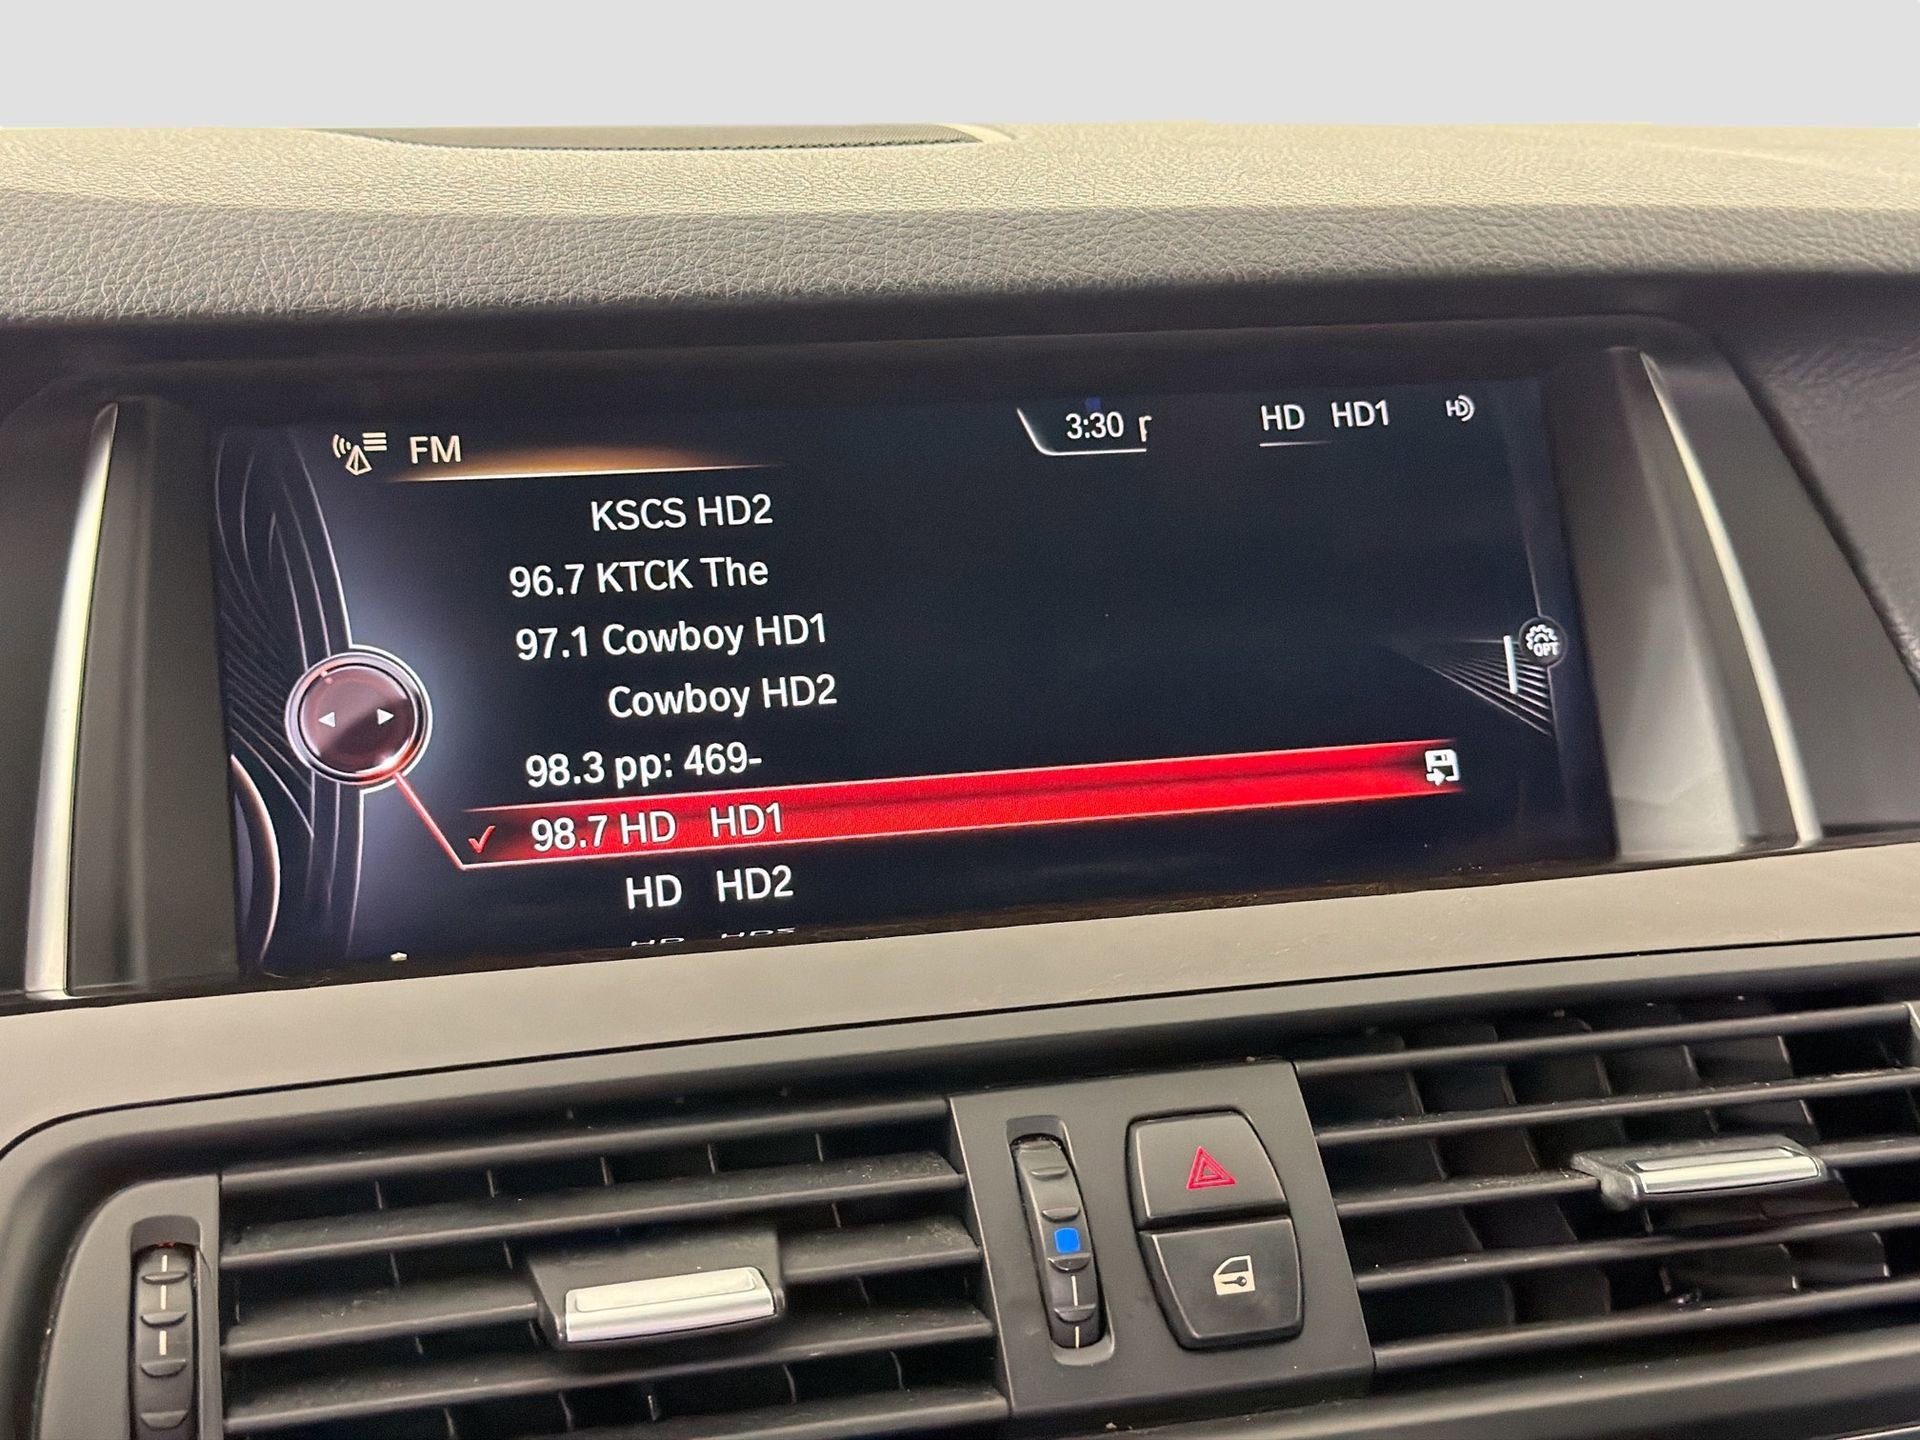 FM
3:30
HD HD1
HD
KSCS HD2
96.7 KTCK The
97.1 Cowboy HD1
Cowboy HD2
98.3 pp: 469-
98.7 HD HD1
HD HD2
OPT